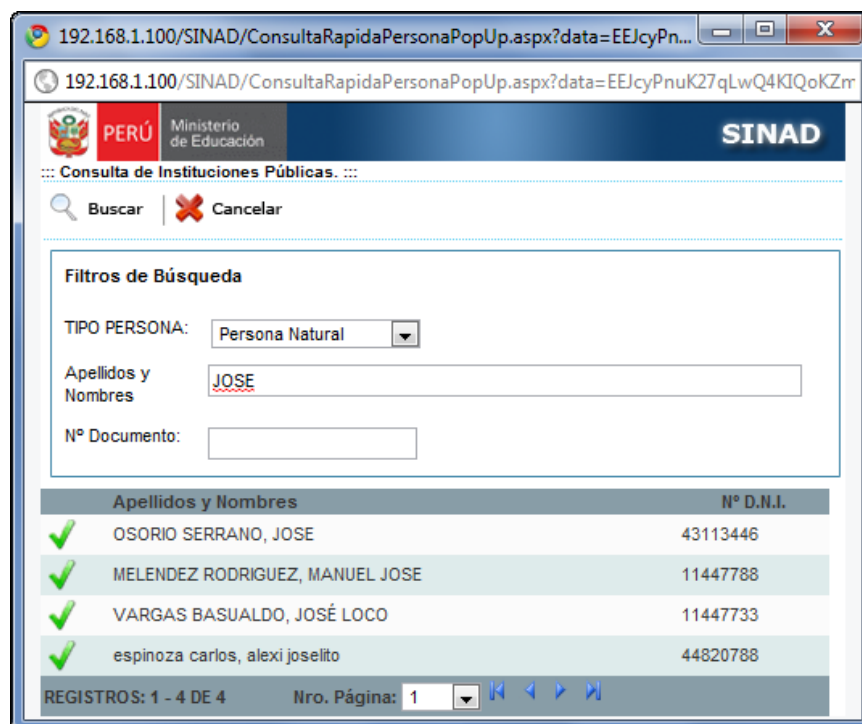 192.168.1.100/SINAD/ConsultaRapidaPersonaPopUp.aspx?data=EEJcyPn...
192.168.1.100/SINAD/ConsultaRapidaPersonaPopUp.aspx?data=EEJcyPnuK27qLwQ4KIQoKZm
PERÚ
Ministerio
de Educación
SINAD
::: Consulta de Instituciones Públicas. :::
Buscar
Cancelar
Filtros de Búsqueda
TIPO PERSONA: Persona Natural
Apellidos y
Nombres
JOSE
Nº Documento:
Apellidos y Nombres Nº D.N.I.
OSORIO SERRANO, JOSE 43113446
MELENDEZ RODRIGUEZ, MANUEL JOSE 11447788
VARGAS BASUALDO, JOSÉ LOCO 11447733
espinoza carlos, alexi joselito 44820788
REGISTROS: 1 - 4 DE 4 Nro. Página: 1